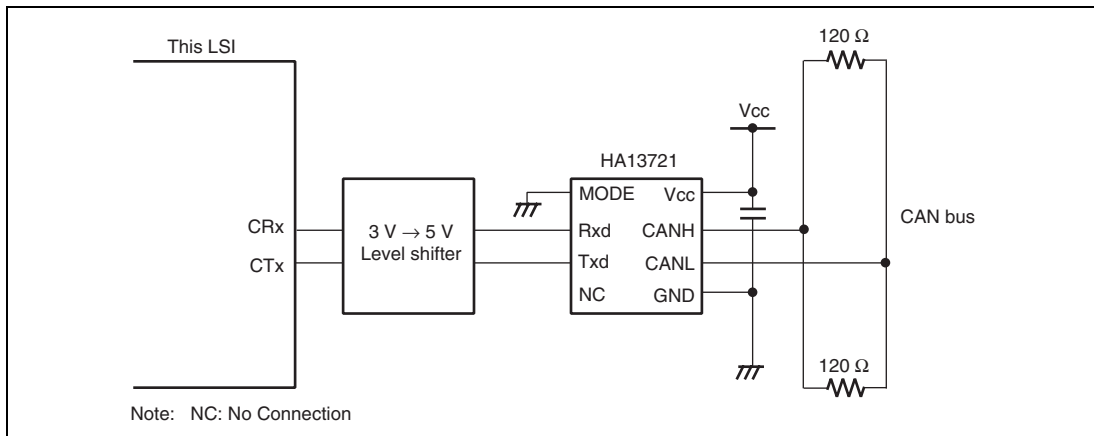 This LSI
120 Ω
Vcc
HA13721
MODE Vcc
CRx
3 V → 5 V
Level shifter
Rxd CANH
CAN bus
CTx
Txd CANL
NC GND
120 Ω
Note: NC: No Connection